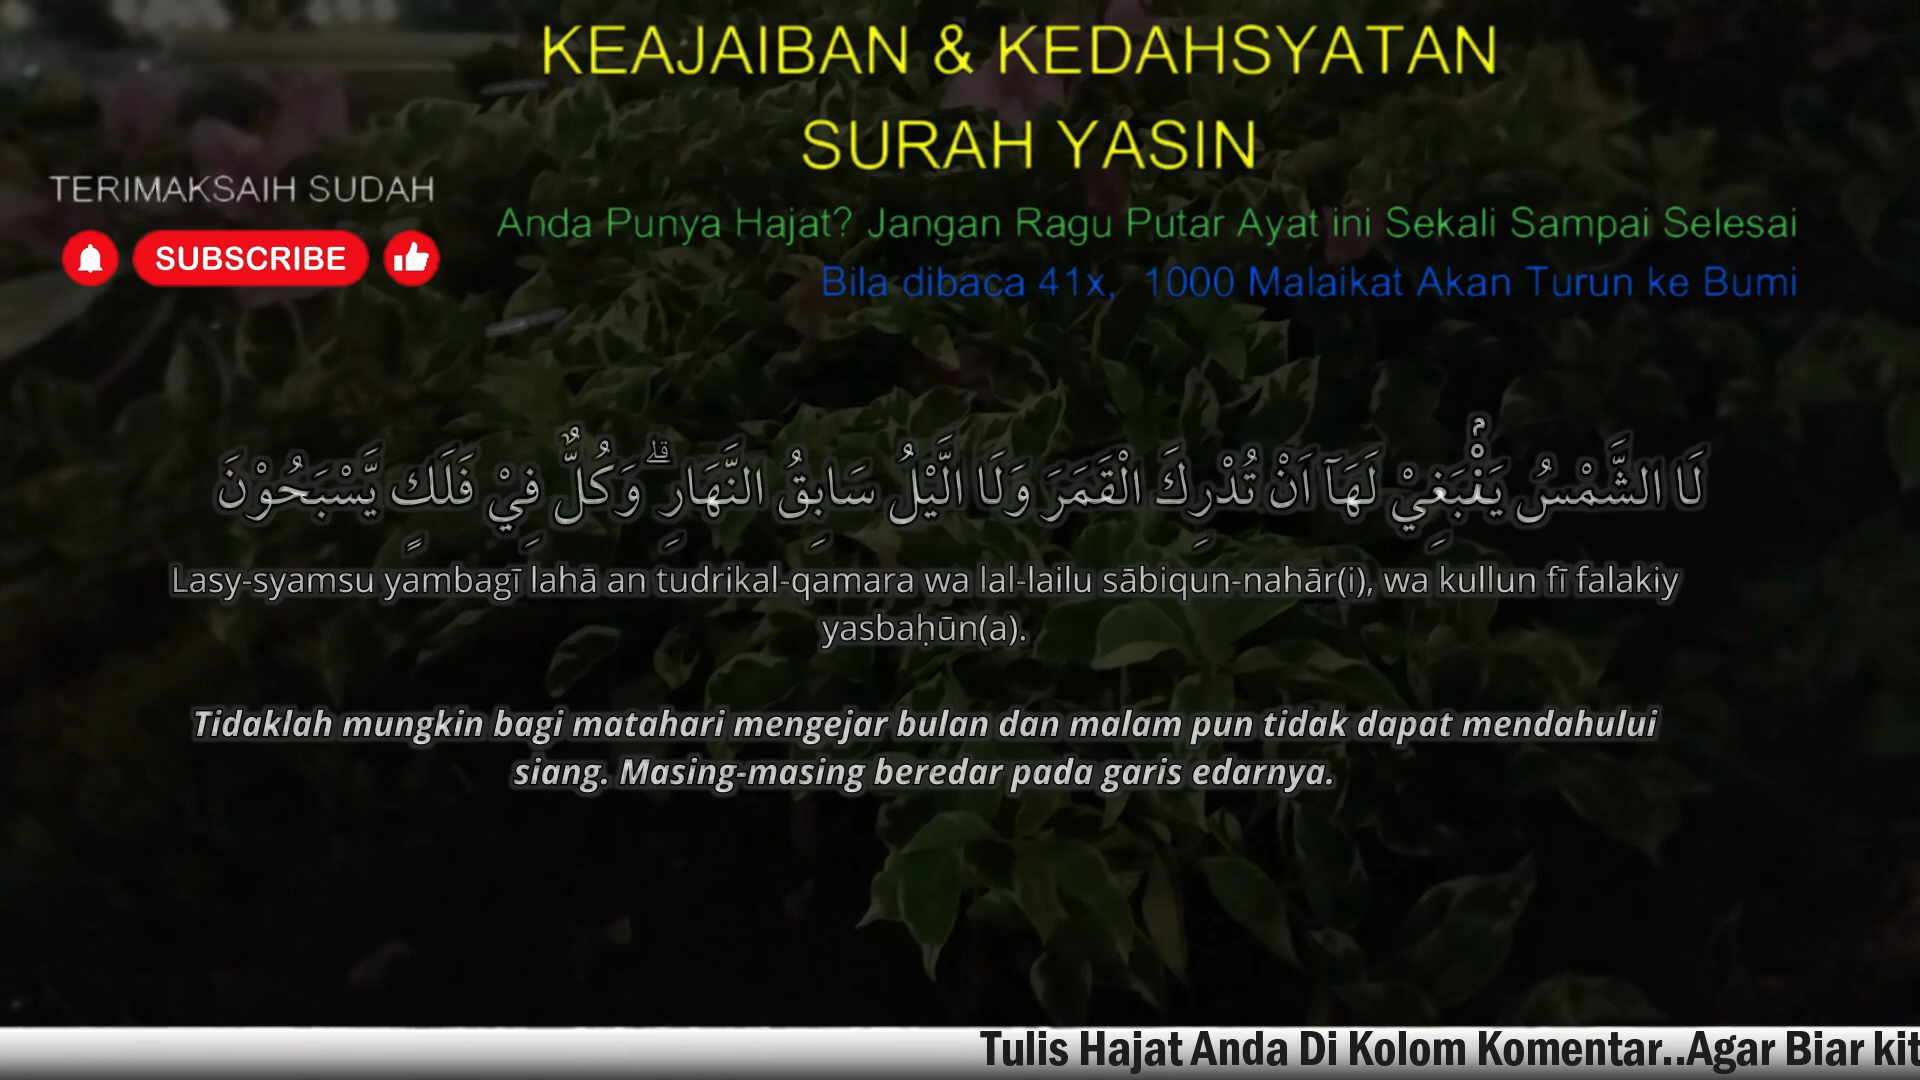 KEAJAIBAN & KEDAHSYATAN
SURAH YASIN
TERIMAKSAIH SUDAH
SUBSCRIBE
Anda Punya Hajat? Jangan Ragu Putar Ayat ini Sekali Sampai Selesai
Bila dibaca 41x, 1000 Malaikat Akan Turun ke Bumi
لَا الشَّمْسُ يَنْۢبَغِيْ لَهَآ اَنْ تُدْرِكَ الْقَمَرَ وَلَا الَّيْلُ سَابِقُ النَّهَارِ ۗ وَكُلٌّ فِيْ فَلَكٍ يَّسْبَحُوْنَ
Lasy-syamsu yambagī lahā an tudrikal-qamara wa lal-lailu sābiqun-nahār(i), wa kullun fī falakiy
yasbaḥūn(a).
Tidaklah mungkin bagi matahari mengejar bulan dan malam pun tidak dapat mendahului
siang. Masing-masing beredar pada garis edarnya.
Tulis Hajat Anda Di Kolom Komentar..Agar Biar kit